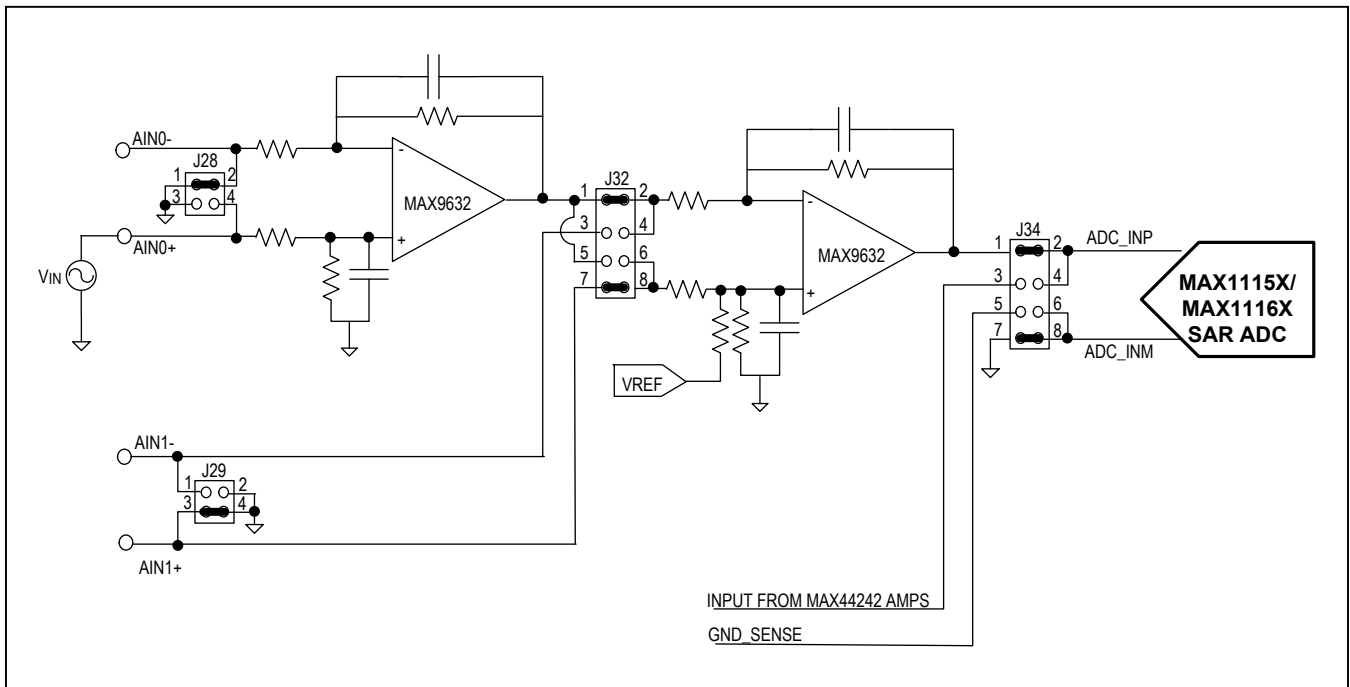 AIN0-
J28
1 2
3 4
AIN0+
VIN
-
MAX9632
+
J32
1 2
3 4
5 6
7 8
-
MAX9632
+
VREF
J34
1 2
3 4
5 6
7 8
ADC_INP
ADC_INM
MAX1115X/
MAX1116X
SAR ADC
AIN1-
J29
1 2
3 4
AIN1+
INPUT FROM MAX44242 AMPS
GND_SENSE